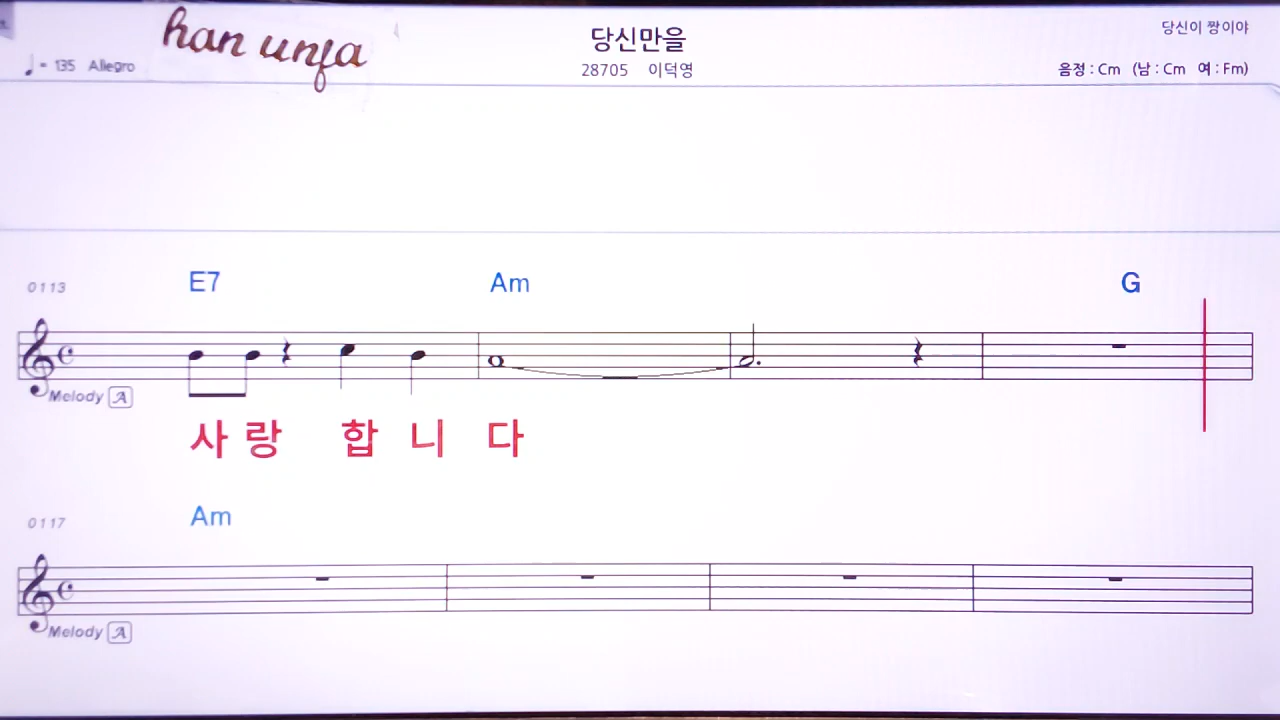 han unfa
당신만을
당신이 짱이야
♩ = 135 Allegro
28705 이덕영
음정 : Cm (남 : Cm 여 : Fm)
0113
E7 Am G
Melody A
사 랑 합 니 다
0117
Am
Melody A